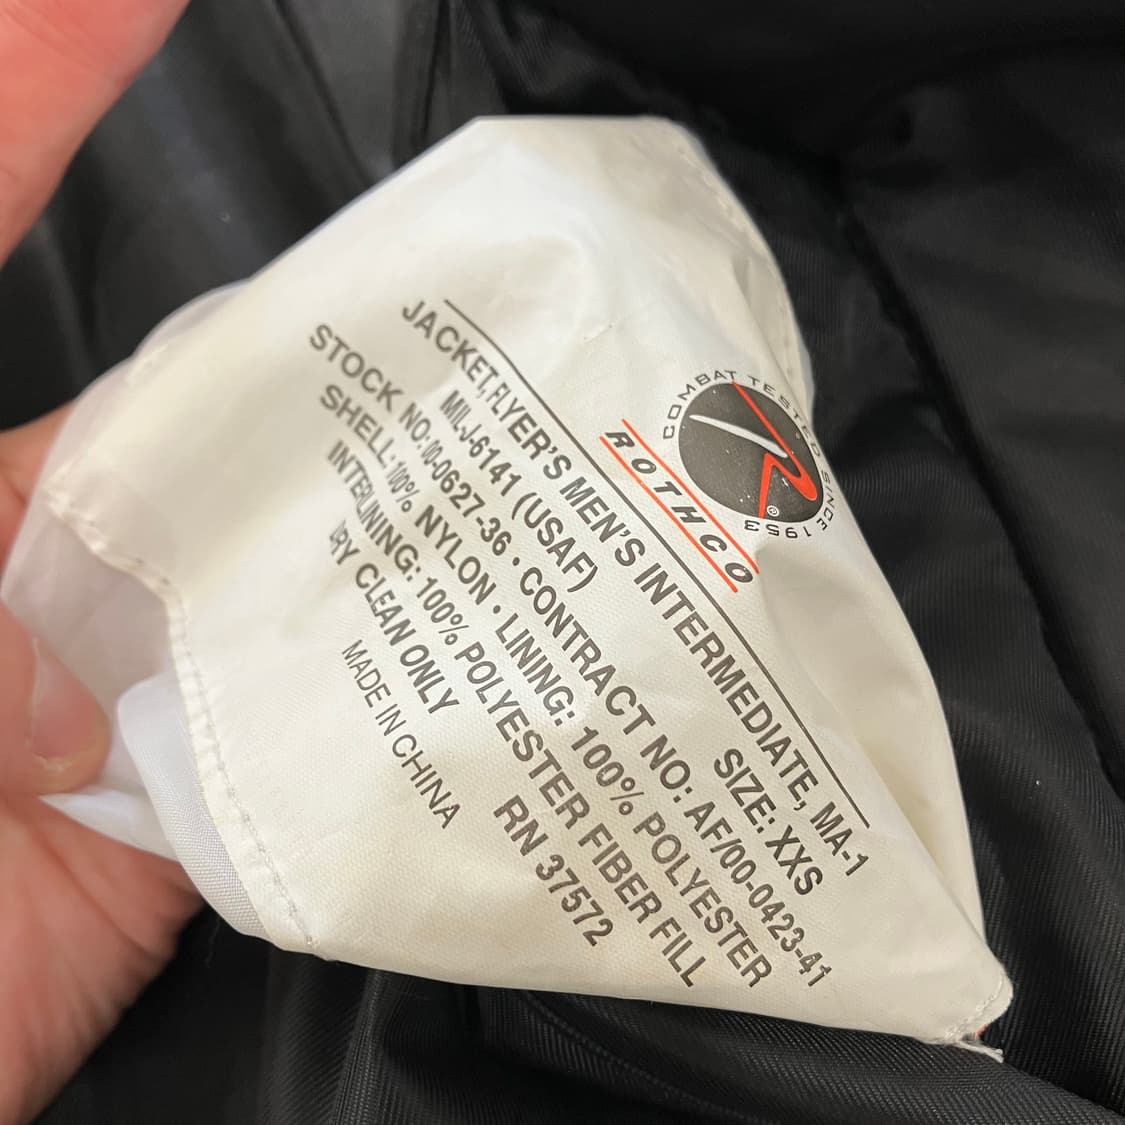 COMBAT TESTED SINCE 1953
R®
ROTHCO
JACKET, FLYER'S MEN'S INTERMEDIATE, MA-1
MIL-J-6141 (USAF) SIZE: XXS
STOCK NO: 00-0627-36 • CONTRACT NO: AF/00-0423-41
SHELL: 100% NYLON • LINING: 100% POLYESTER
INTERLINING: 100% POLYESTER FIBER FILL
DRY CLEAN ONLY RN 37572
MADE IN CHINA